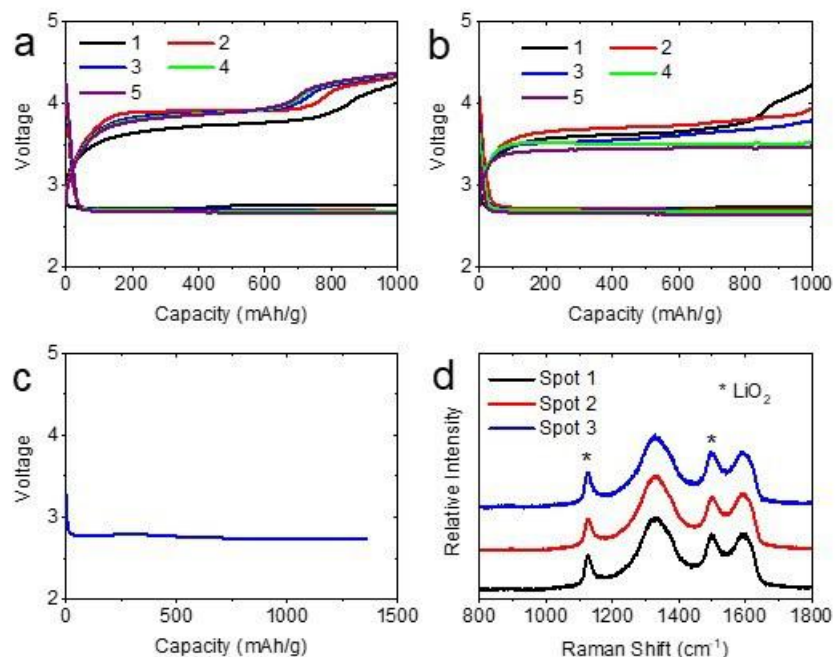 a
1 2
3 4
5
5
4
3
2
Voltage
0 200 400 600 800 1000
Capacity (mAh/g)
b
1 2
3 4
5
5
4
3
2
Voltage
0 200 400 600 800 1000
Capacity (mAh/g)
c
5
4
3
2
Voltage
0 500 1000 1500
Capacity (mAh/g)
d
Spot 1
Spot 2
Spot 3
* LiO₂
* *
Relative Intensity
800 1000 1200 1400 1600 1800
Raman Shift (cm⁻¹)